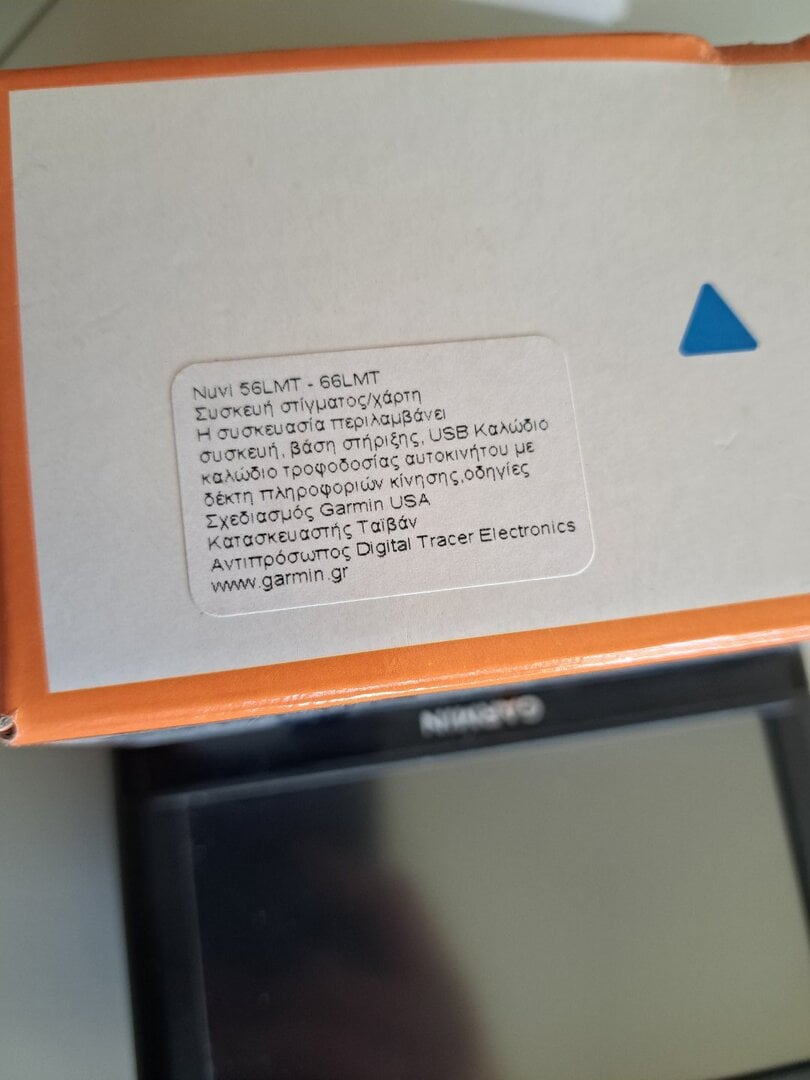 Nuvi 56LMT - 66LMT
Συσκευή στίγματος/χάρτη
Η συσκευασία περιλαμβάνει
συσκευή, βάση στήριξης, USB Καλώδιο
καλώδιο τροφοδοσίας αυτοκινήτου με
δέκτη πληροφοριών κίνησης,οδηγίες
Σχεδιασμός Garmin USA
Κατασκευαστής Ταϊβάν
Αντιπρόσωπος Digital Tracer Electronics
www.garmin.gr
GARMIN